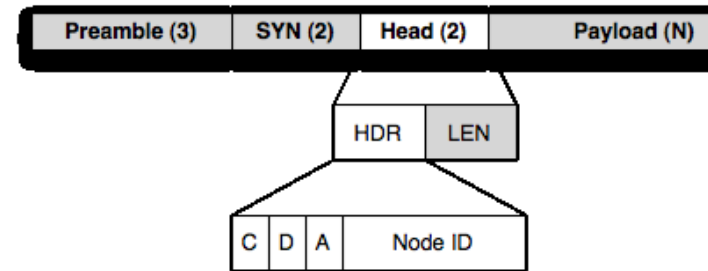 Preamble (3) SYN (2) Head (2) Payload (N)
HDR LEN
C D A Node ID